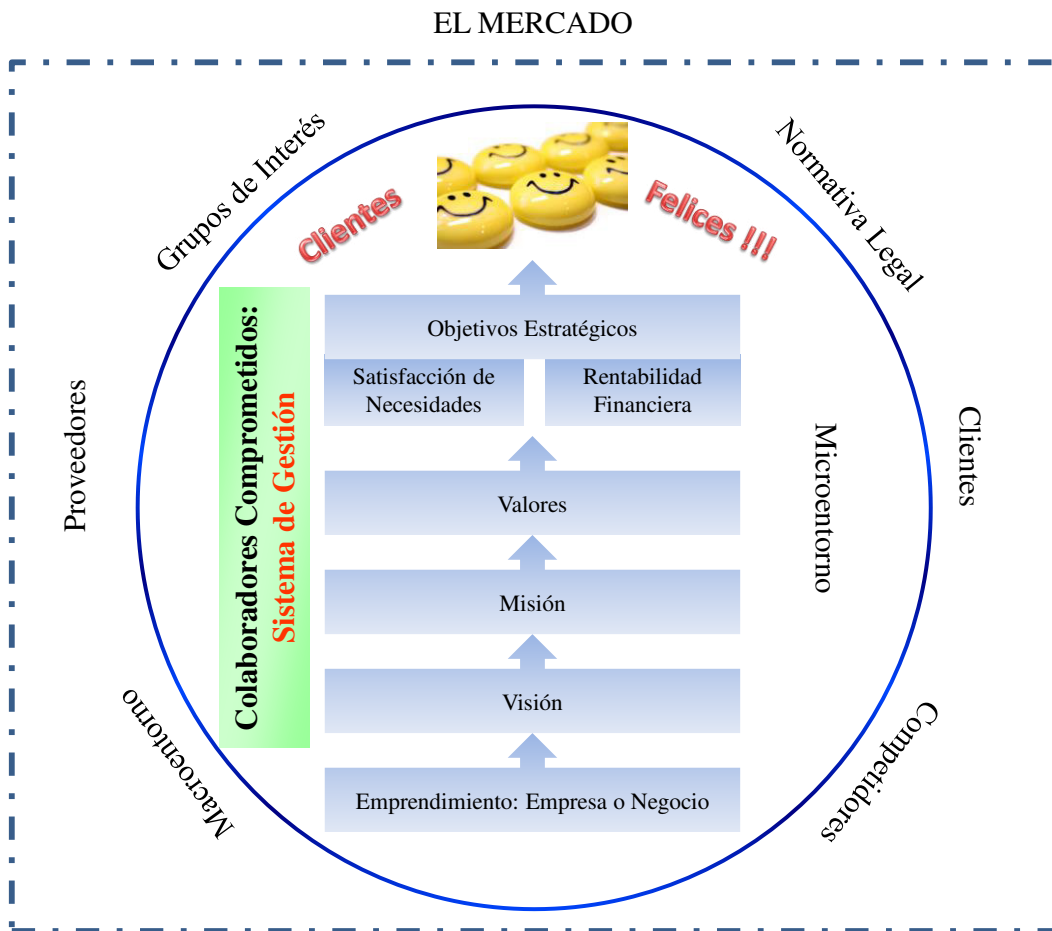 EL MERCADO
Grupos de Interés
Normativa Legal
Clientes
Felices !!!
Colaboradores Comprometidos:
Sistema de Gestión
Objetivos Estratégicos
Satisfacción de
Necesidades
Rentabilidad
Financiera
Proveedores
Microentorno
Clientes
Valores
Misión
Visión
Macroentorno
Competidores
Emprendimiento: Empresa o Negocio